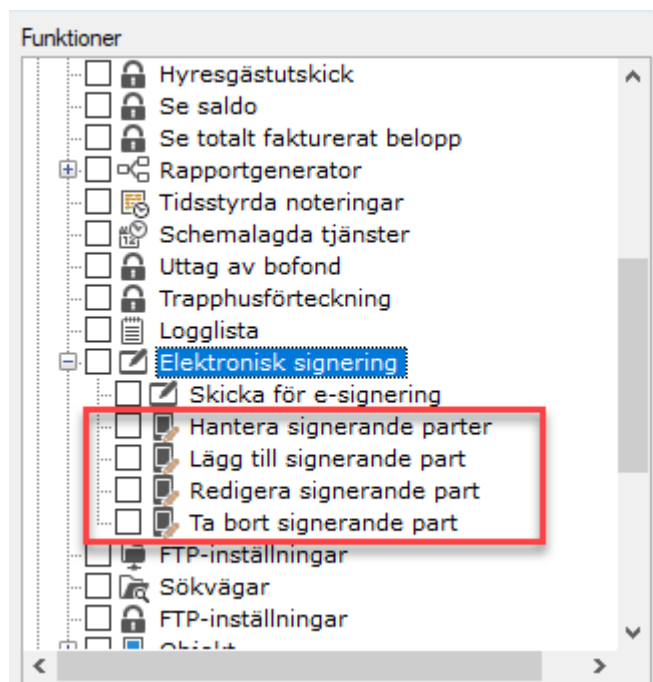 Funktioner
Hyresgästutskick
Se saldo
Se totalt fakturerat belopp
Rapportgenerator
Tidsstyrda noteringar
Schemalagda tjänster
Uttag av bofond
Trapphusförteckning
Logglista
Elektronisk signering
Skicka för e-signering
Hantera signerande parter
Lägg till signerande part
Redigera signerande part
Ta bort signerande part
FTP-inställningar
Sökvägar
FTP-inställningar
Objekt